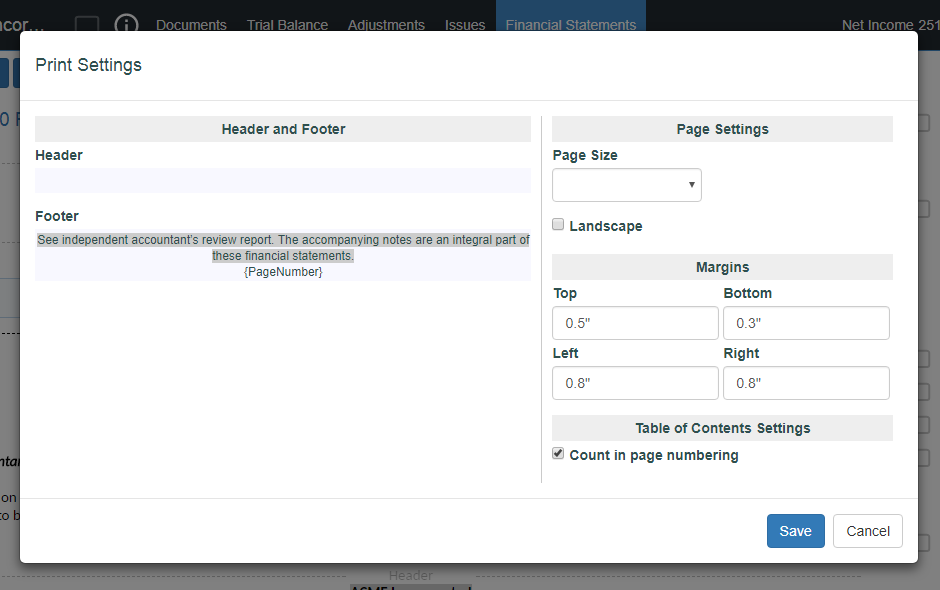 Documents Trial Balance Adjustments Issues Financial Statements Net Income 251
Print Settings
Header and Footer
Header
Footer
See independent accountant's review report. The accompanying notes are an integral part of
these financial statements.
{PageNumber}
Page Settings
Page Size
Landscape
Margins
Top Bottom
0.5" 0.3"
Left Right
0.8" 0.8"
Table of Contents Settings
Count in page numbering
on
to b
Save Cancel
Header